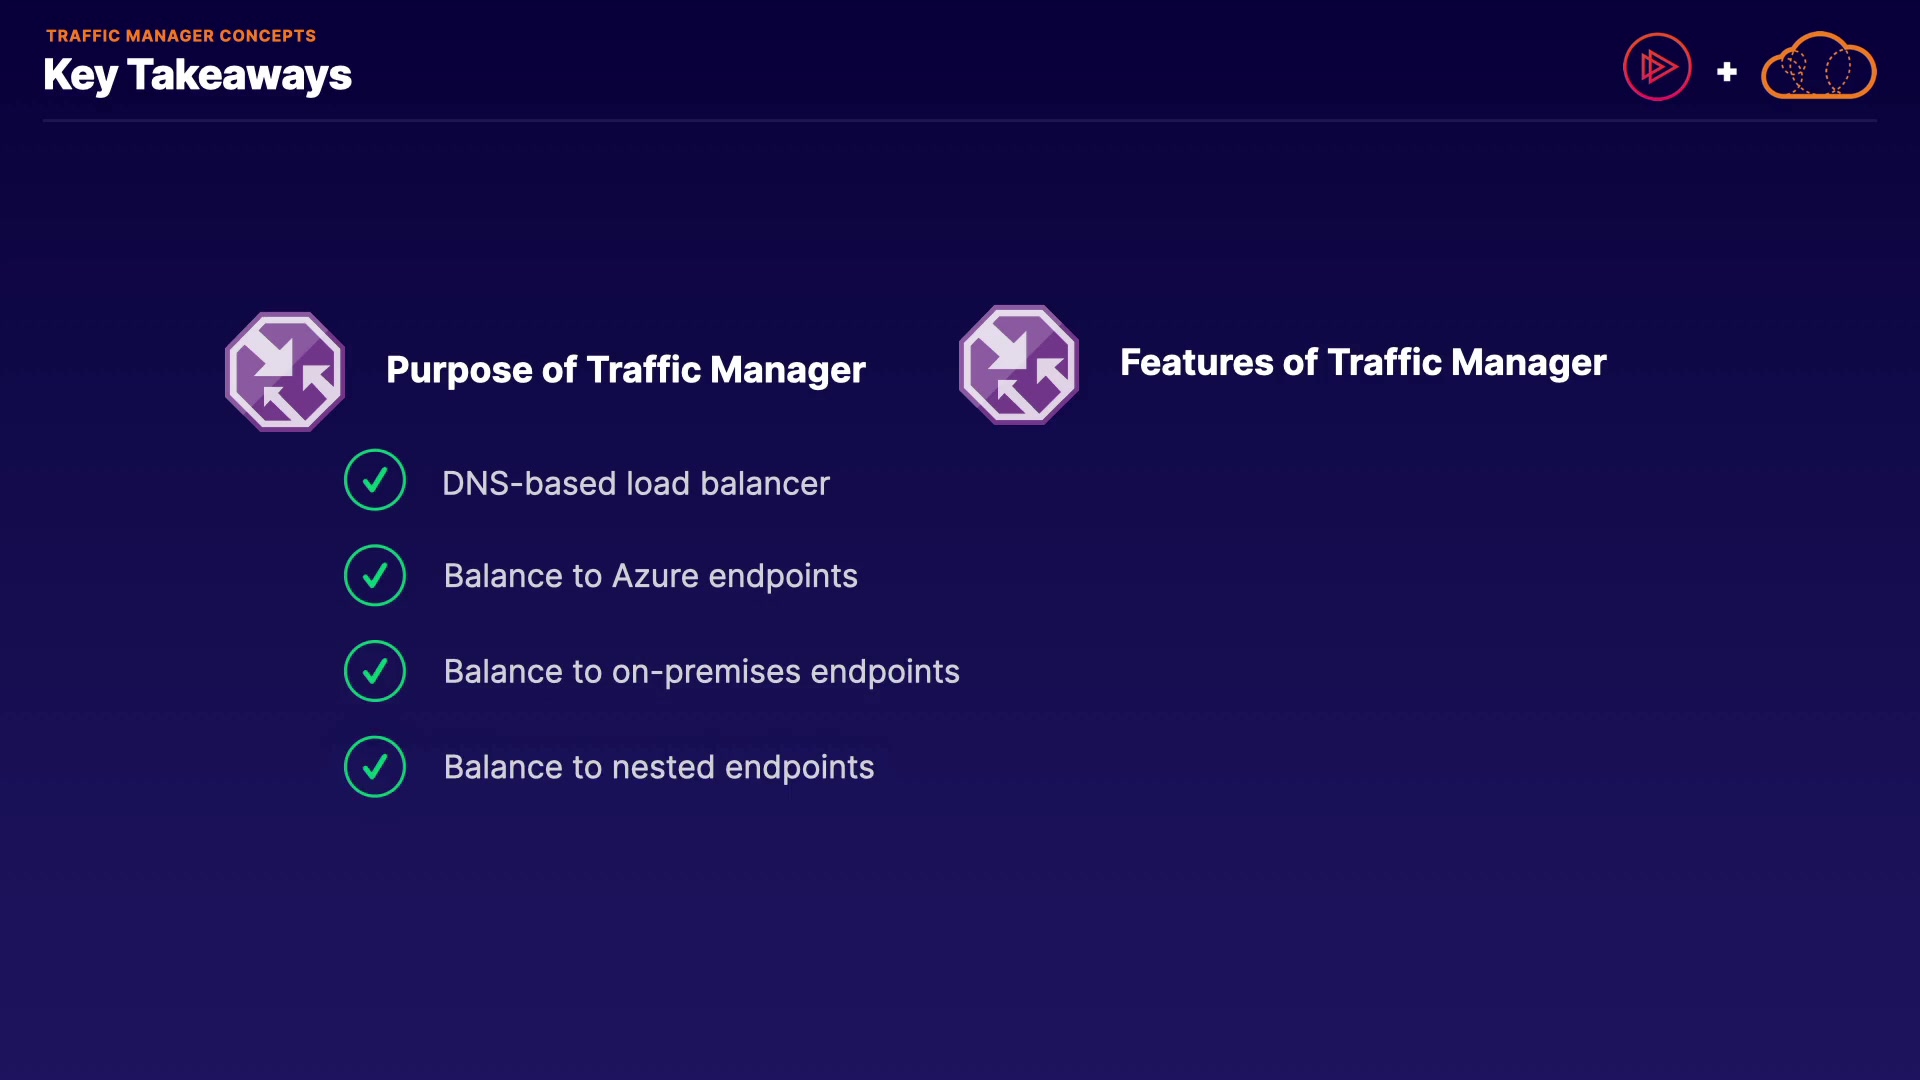 TRAFFIC MANAGER CONCEPTS
Key Takeaways
Purpose of Traffic Manager
DNS-based load balancer
Balance to Azure endpoints
Balance to on-premises endpoints
Balance to nested endpoints
Features of Traffic Manager